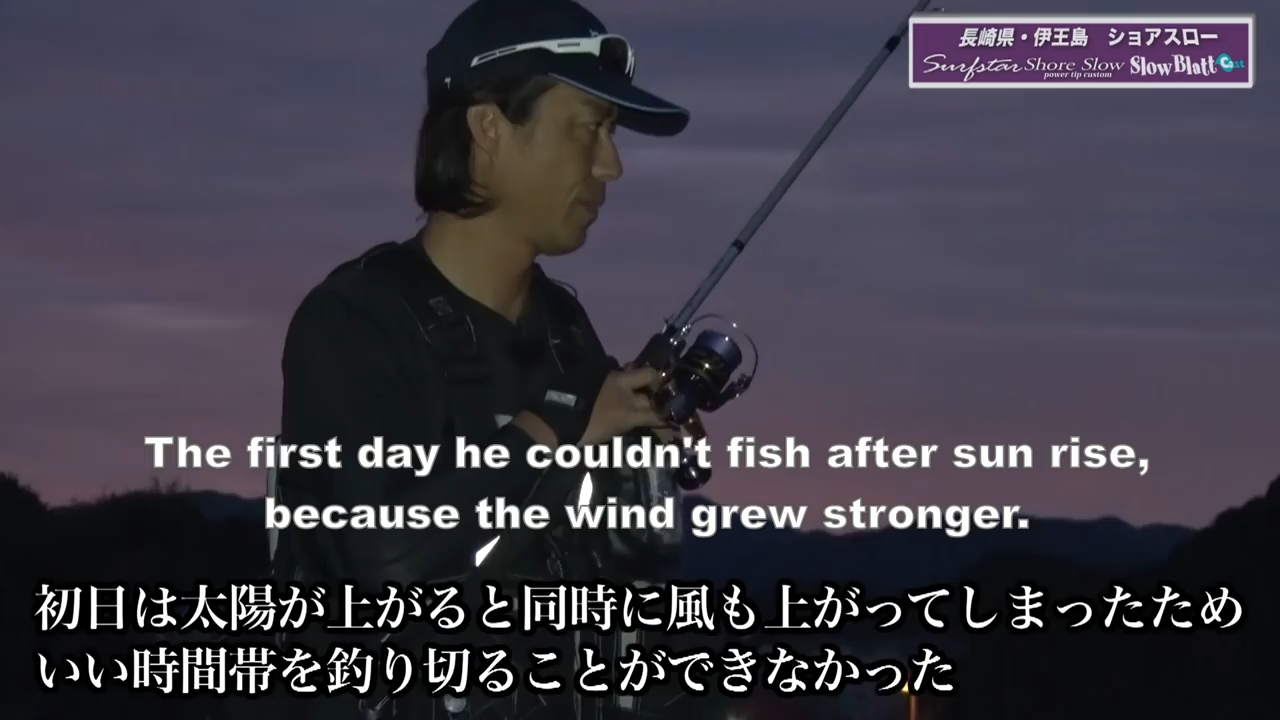 長崎県・伊王島 ショアスロー
Surfstar Shore Slow
power tip custom
SlowBlatt Cast
The first day he couldn't fish after sun rise,
because the wind grew stronger.
初日は太陽が上がると同時に風も上がってしまったため
いい時間帯を釣り切ることができなかった